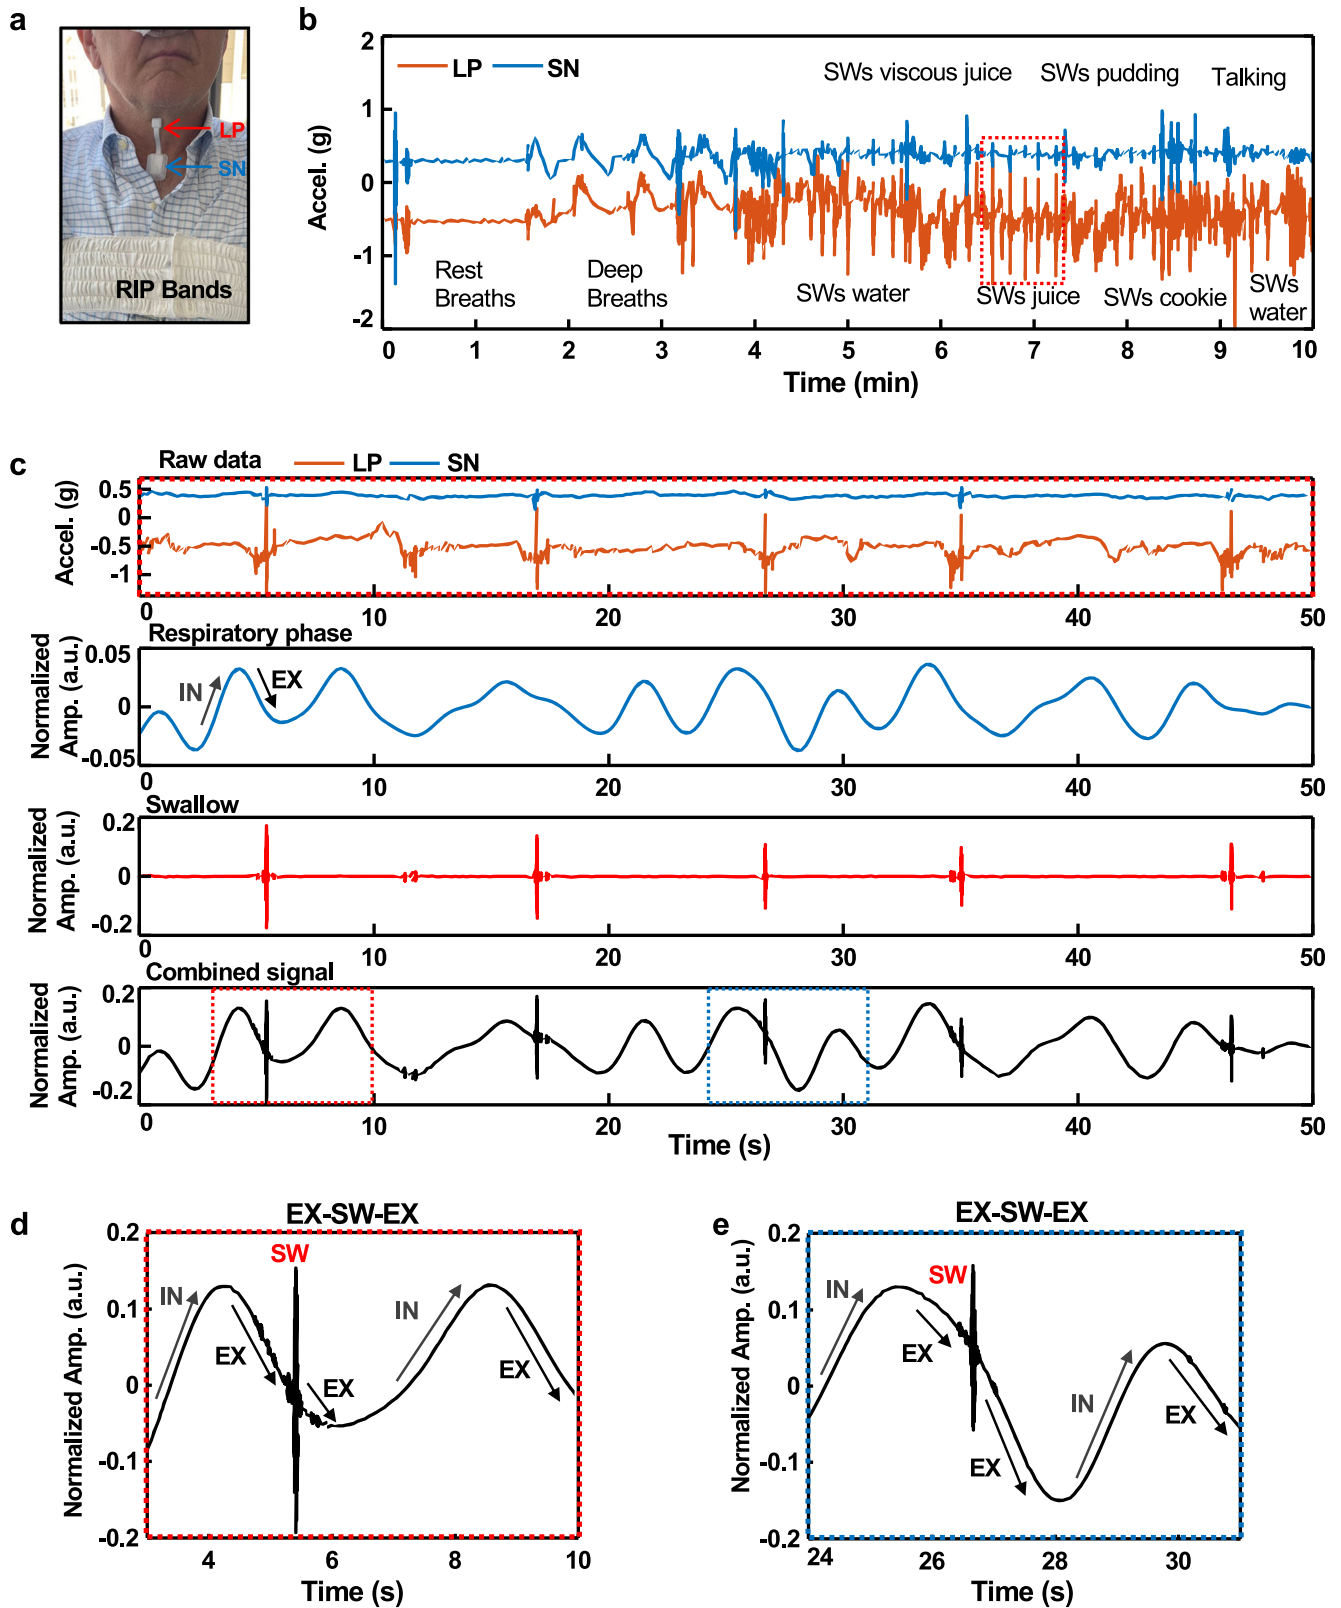 a
LP
SN
RIP Bands
b
LP
SN
SWs viscous juice
SWs pudding
Talking
Rest
Breaths
Deep
Breaths
SWs water
SWs juice
SWs cookie
SWs
water
Accel. (g)
2
1
0
-1
-2
0 1 2 3 4 5 6 7 8 9 10
Time (min)
c
Raw data
LP
SN
Accel. (g)
0.5
0
-0.5
-1
0 10 20 30 40 50
Respiratory phase
Normalized
Amp. (a.u.)
0.05
0
-0.05
IN
EX
0 10 20 30 40 50
Swallow
Normalized
Amp. (a.u.)
0.2
0
-0.2
0 10 20 30 40 50
Combined signal
Normalized
Amp. (a.u.)
0.2
0
-0.2
0 10 20 30 40 50
Time (s)
d
EX-SW-EX
Normalized Amp. (a.u.)
0.2
0.1
0
-0.1
-0.2
SW
IN
EX
EX
IN
EX
4 6 8 10
Time (s)
e
EX-SW-EX
Normalized Amp. (a.u.)
0.2
0.1
0
-0.1
-0.2
IN
SW
EX
EX
IN
EX
24 26 28 30
Time (s)